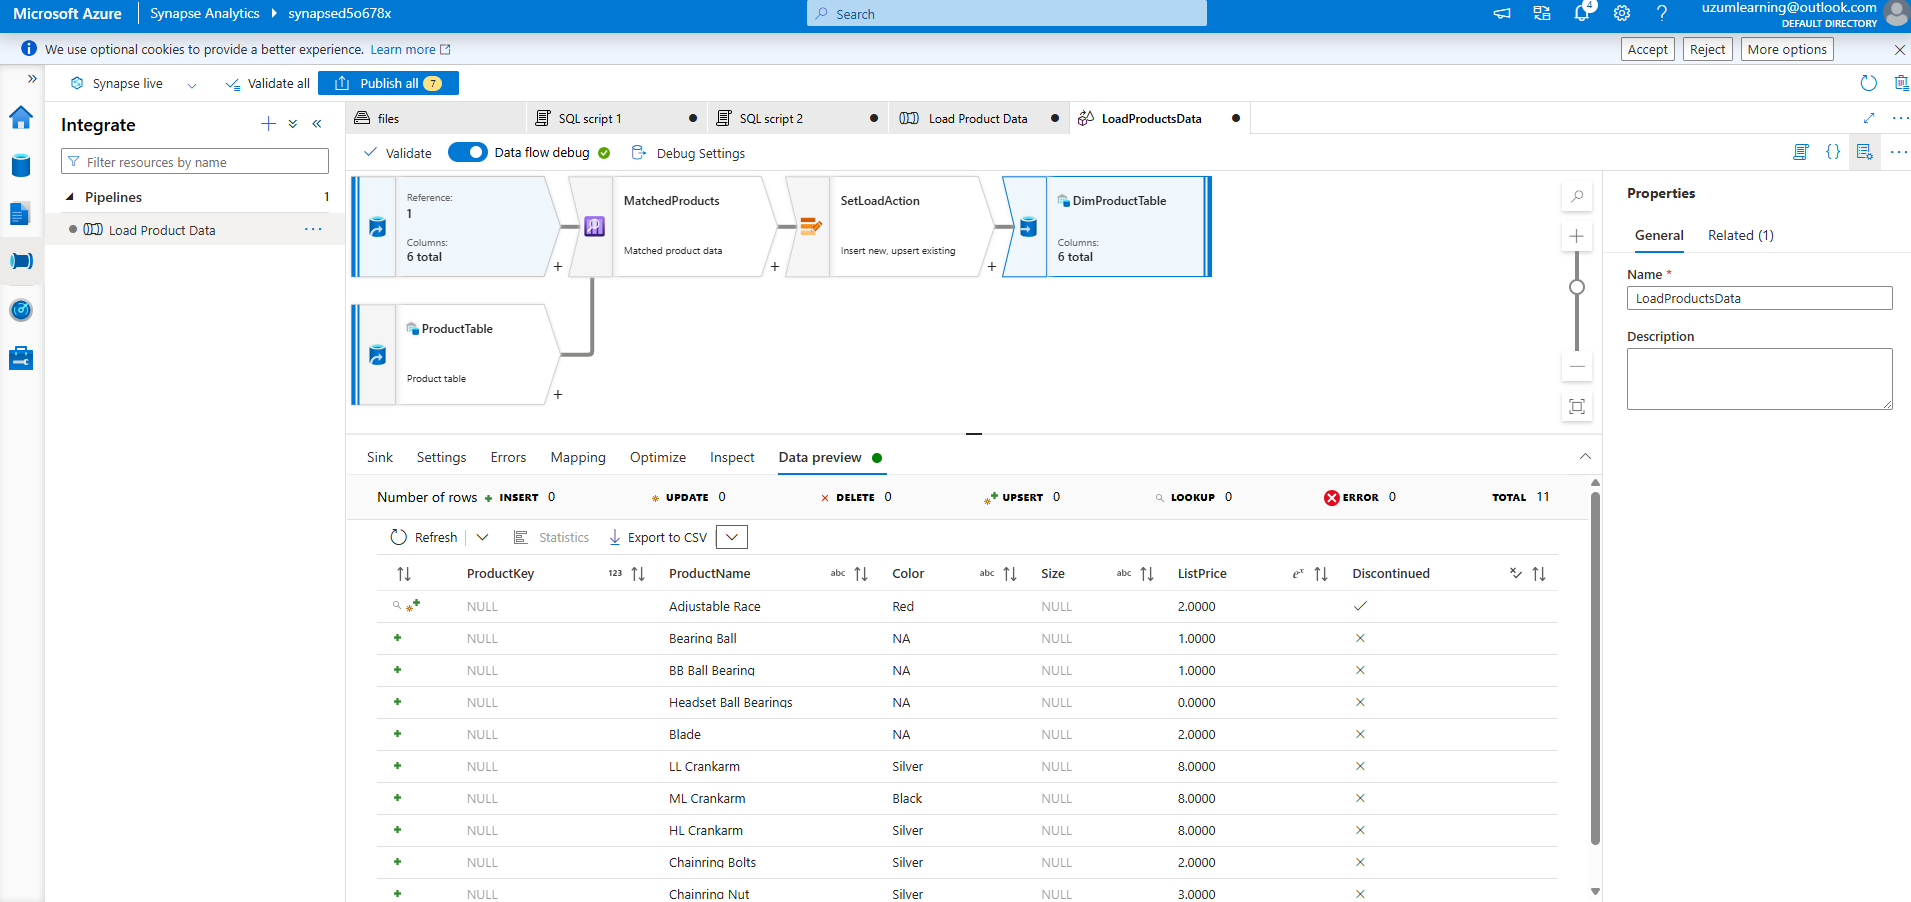 Microsoft Azure Synapse Analytics synapsed5o678x Search 4 ? uzumlearning@outlook.com
DEFAULT DIRECTORY
We use optional cookies to provide a better experience. Learn more Accept Reject More options
Synapse live Validate all Publish all 7
Integrate
Filter resources by name
Pipelines 1
Load Product Data
files SQL script 1 SQL script 2 Load Product Data LoadProductsData
Validate Data flow debug Debug Settings {}
Reference:
1
Columns:
6 total
MatchedProducts
Matched product data
SetLoadAction
Insert new, upsert existing
DimProductTable
Columns:
6 total
ProductTable
Product table
Properties
General Related (1)
Name *
LoadProductsData
Description
Sink Settings Errors Mapping Optimize Inspect Data preview
Number of rows INSERT 0 UPDATE 0 DELETE 0 UPSERT 0 LOOKUP 0 ERROR 0 TOTAL 11
Refresh Statistics Export to CSV
ProductKey 123 ProductName abc Color abc Size abc ListPrice eˣ Discontinued
NULL Adjustable Race Red NULL 2.0000
NULL Bearing Ball NA NULL 1.0000
NULL BB Ball Bearing NA NULL 1.0000
NULL Headset Ball Bearings NA NULL 0.0000
NULL Blade NA NULL 2.0000
NULL LL Crankarm Silver NULL 8.0000
NULL ML Crankarm Black NULL 8.0000
NULL HL Crankarm Silver NULL 8.0000
NULL Chainring Bolts Silver NULL 2.0000
NULL Chainring Nut Silver NULL 3.0000